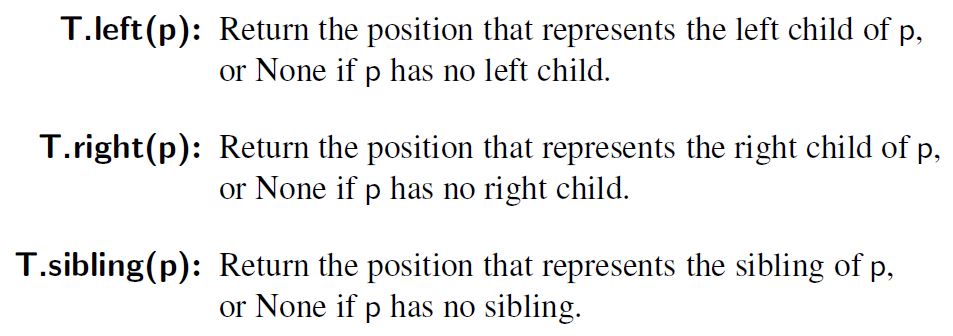 T.left(p): Return the position that represents the left child of p,
or None if p has no left child.
T.right(p): Return the position that represents the right child of p,
or None if p has no right child.
T.sibling(p): Return the position that represents the sibling of p,
or None if p has no sibling.